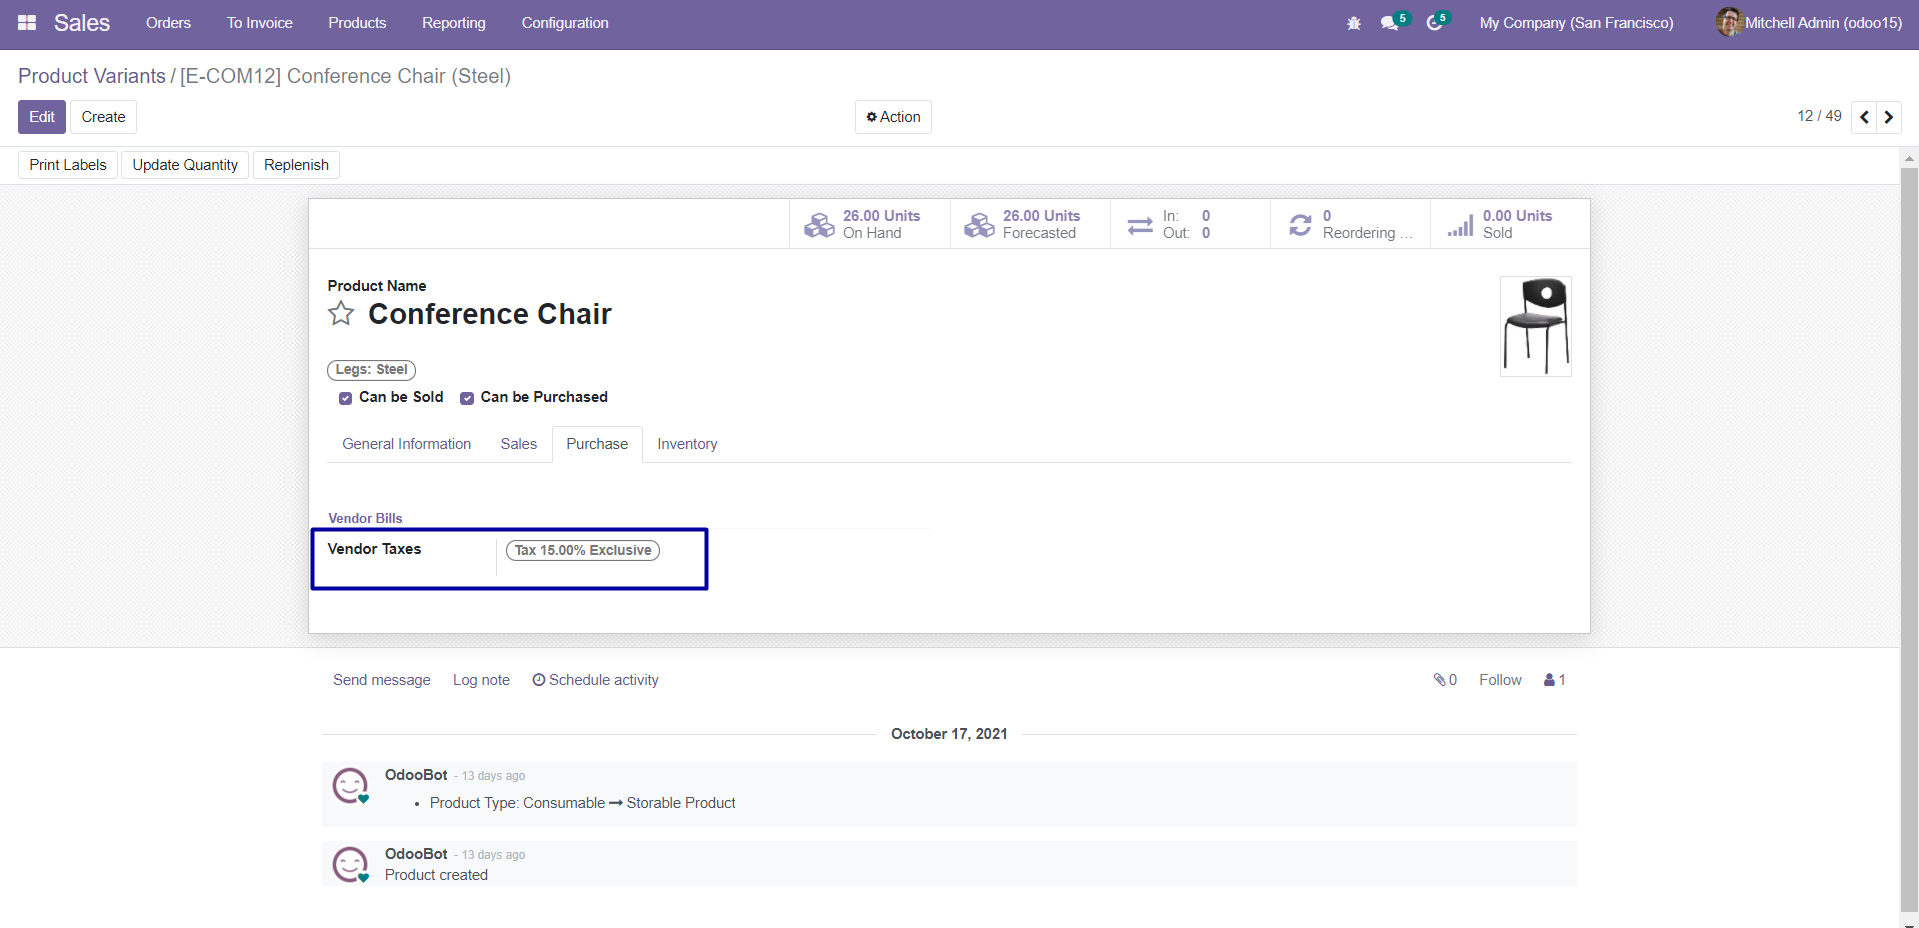 Sales Orders To Invoice Products Reporting Configuration 5 5 My Company (San Francisco) Mitchell Admin (odoo15)
Product Variants / [E-COM12] Conference Chair (Steel)
Edit Create Action 12 / 49
Print Labels Update Quantity Replenish
26.00 Units 26.00 Units In: 0 0 0.00 Units
On Hand Forecasted Out: 0 Reordering ... Sold
Product Name
Conference Chair
Legs: Steel
Can be Sold Can be Purchased
General Information Sales Purchase Inventory
Vendor Bills
Vendor Taxes Tax 15.00% Exclusive
Send message Log note Schedule activity 0 Follow 1
October 17, 2021
OdooBot - 13 days ago
• Product Type: Consumable → Storable Product
OdooBot - 13 days ago
Product created